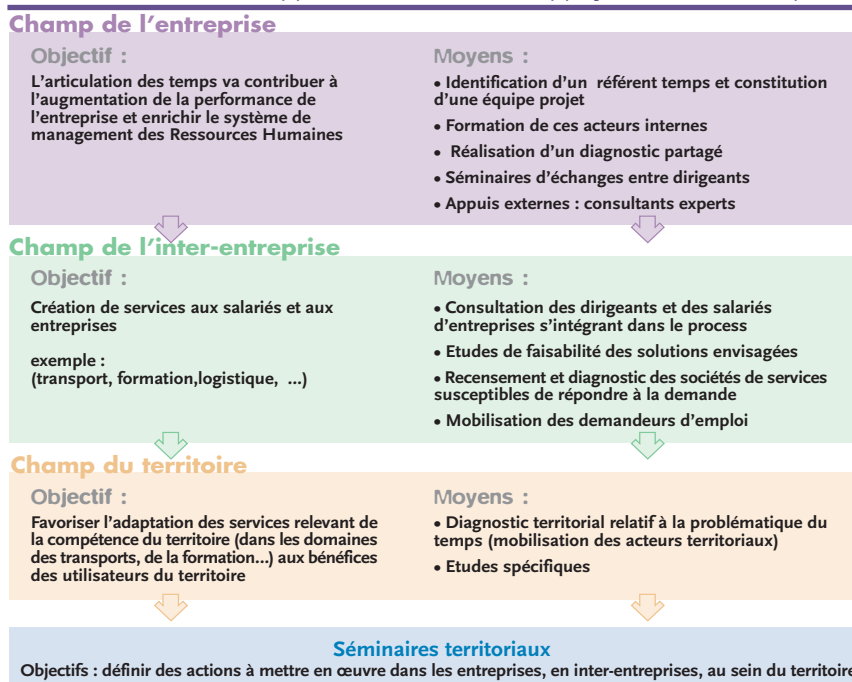 Champ de l'entreprise
Objectif :
L'articulation des temps va contribuer à
l'augmentation de la performance de
l'entreprise et enrichir le système de
management des Ressources Humaines
Moyens :
• Identification d'un référent temps et constitution
d'une équipe projet
• Formation de ces acteurs internes
• Réalisation d'un diagnostic partagé
• Séminaires d'échanges entre dirigeants
• Appuis externes : consultants experts
Champ de l'inter-entreprise
Objectif :
Création de services aux salariés et aux
entreprises
exemple :
(transport, formation,logistique, ...)
Moyens :
• Consultation des dirigeants et des salariés
d'entreprises s'intégrant dans le process
• Etudes de faisabilité des solutions envisagées
• Recensement et diagnostic des sociétés de services
susceptibles de répondre à la demande
• Mobilisation des demandeurs d'emploi
Champ du territoire
Objectif :
Favoriser l'adaptation des services relevant de
la compétence du territoire (dans les domaines
des transports, de la formation...) aux bénéfices
des utilisateurs du territoire
Moyens :
• Diagnostic territorial relatif à la problématique du
temps (mobilisation des acteurs territoriaux)
• Etudes spécifiques
Séminaires territoriaux
Objectifs : définir des actions à mettre en œuvre dans les entreprises, en inter-entreprises, au sein du territoire